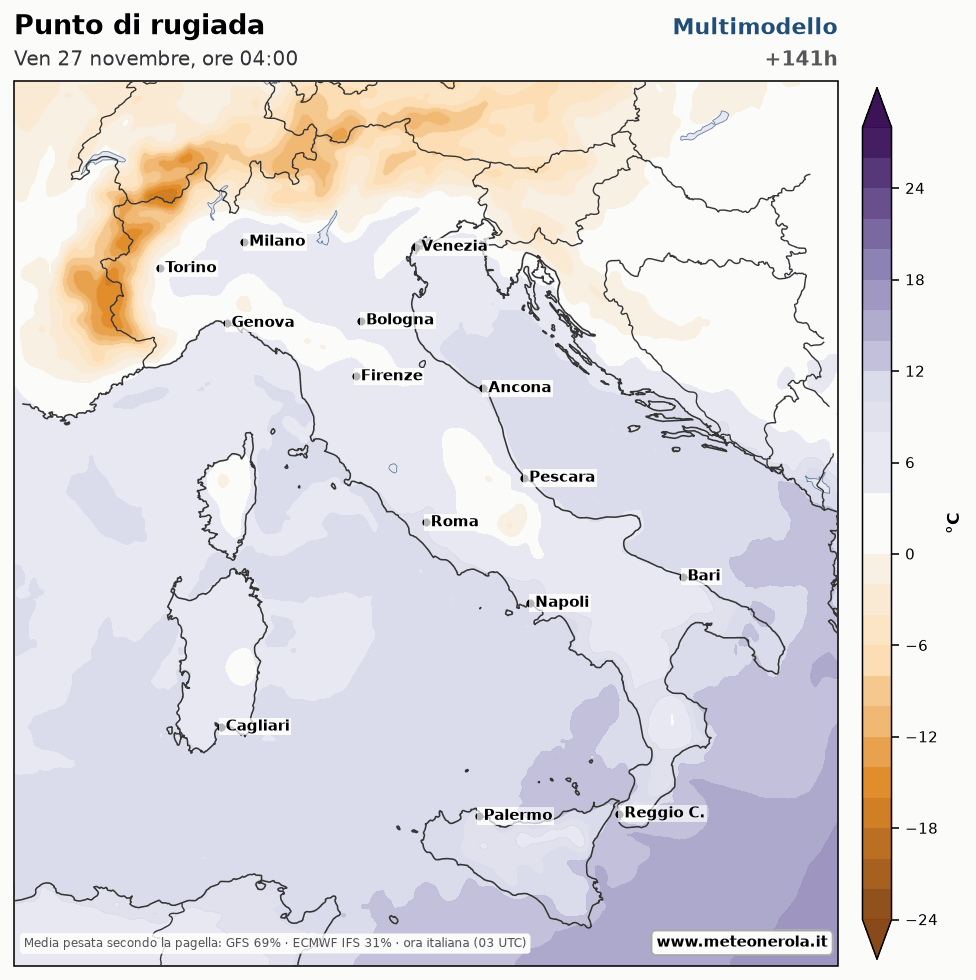 Punto di rugiada
Multimodello
Ven 27 novembre, ore 04:00
+141h
24
18
12
6
0
−6
−12
−18
−24
°C
Milano
Venezia
Torino
Genova
Bologna
Firenze
Ancona
Pescara
Roma
Bari
Napoli
Cagliari
Palermo
Reggio C.
Media pesata secondo la pagella: GFS 69% · ECMWF IFS 31% · ora italiana (03 UTC)
www.meteonerola.it